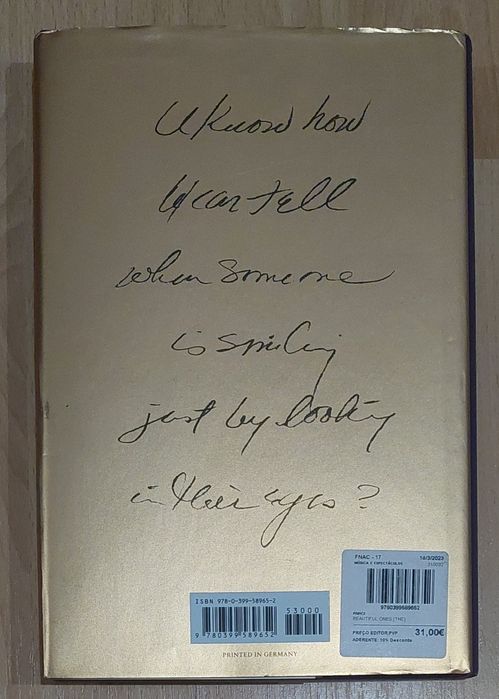 U know how
U can tell
when someone
is smiling
just by looking
in their eyes?
ISBN 978-0-399-58965-2
53000
9 780399 589652
PRINTED IN GERMANY
FNAC - 17 14/3/2023
MÚSICA E ESPECTÁCULOS
9780399589652
PRINCE
BEAUTIFUL ONES (THE)
PREÇO EDITOR/PVP 31,00€
ADERENTE: 10% Desconto